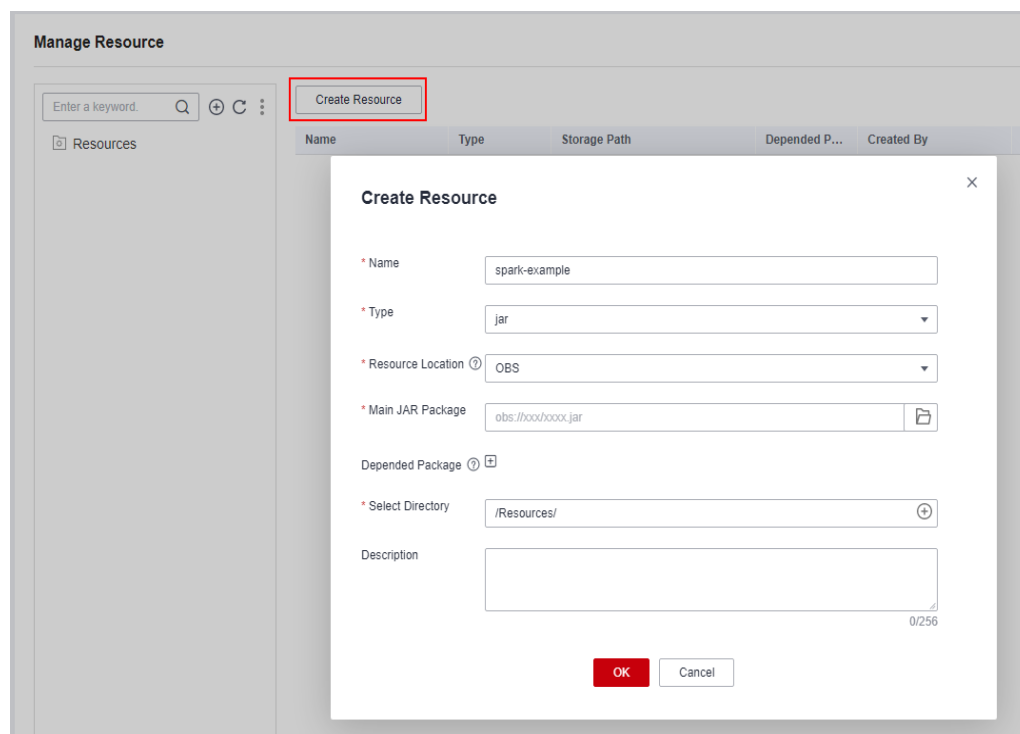 Manage Resource
Enter a keyword.
Create Resource
Resources
Name Type Storage Path Depended P... Created By
Create Resource
* Name
spark-example
* Type
jar
* Resource Location
OBS
* Main JAR Package
obs://xxx/xxxx.jar
Depended Package
* Select Directory
/Resources/
Description
0/256
OK Cancel